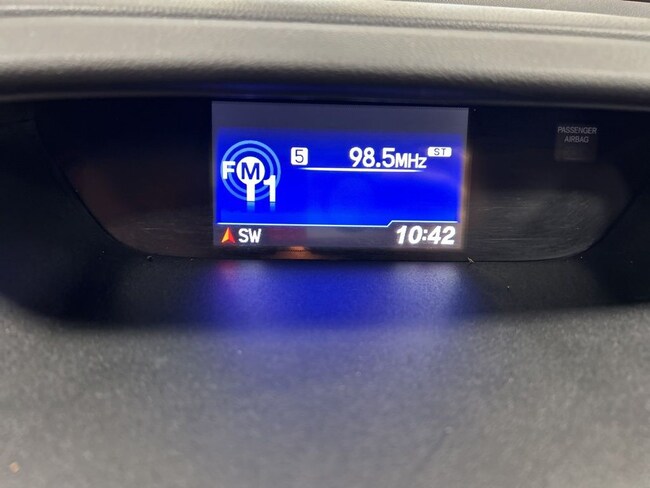 FM1
5 98.5MHz ST
SW 10:42
PASSENGER
AIRBAG